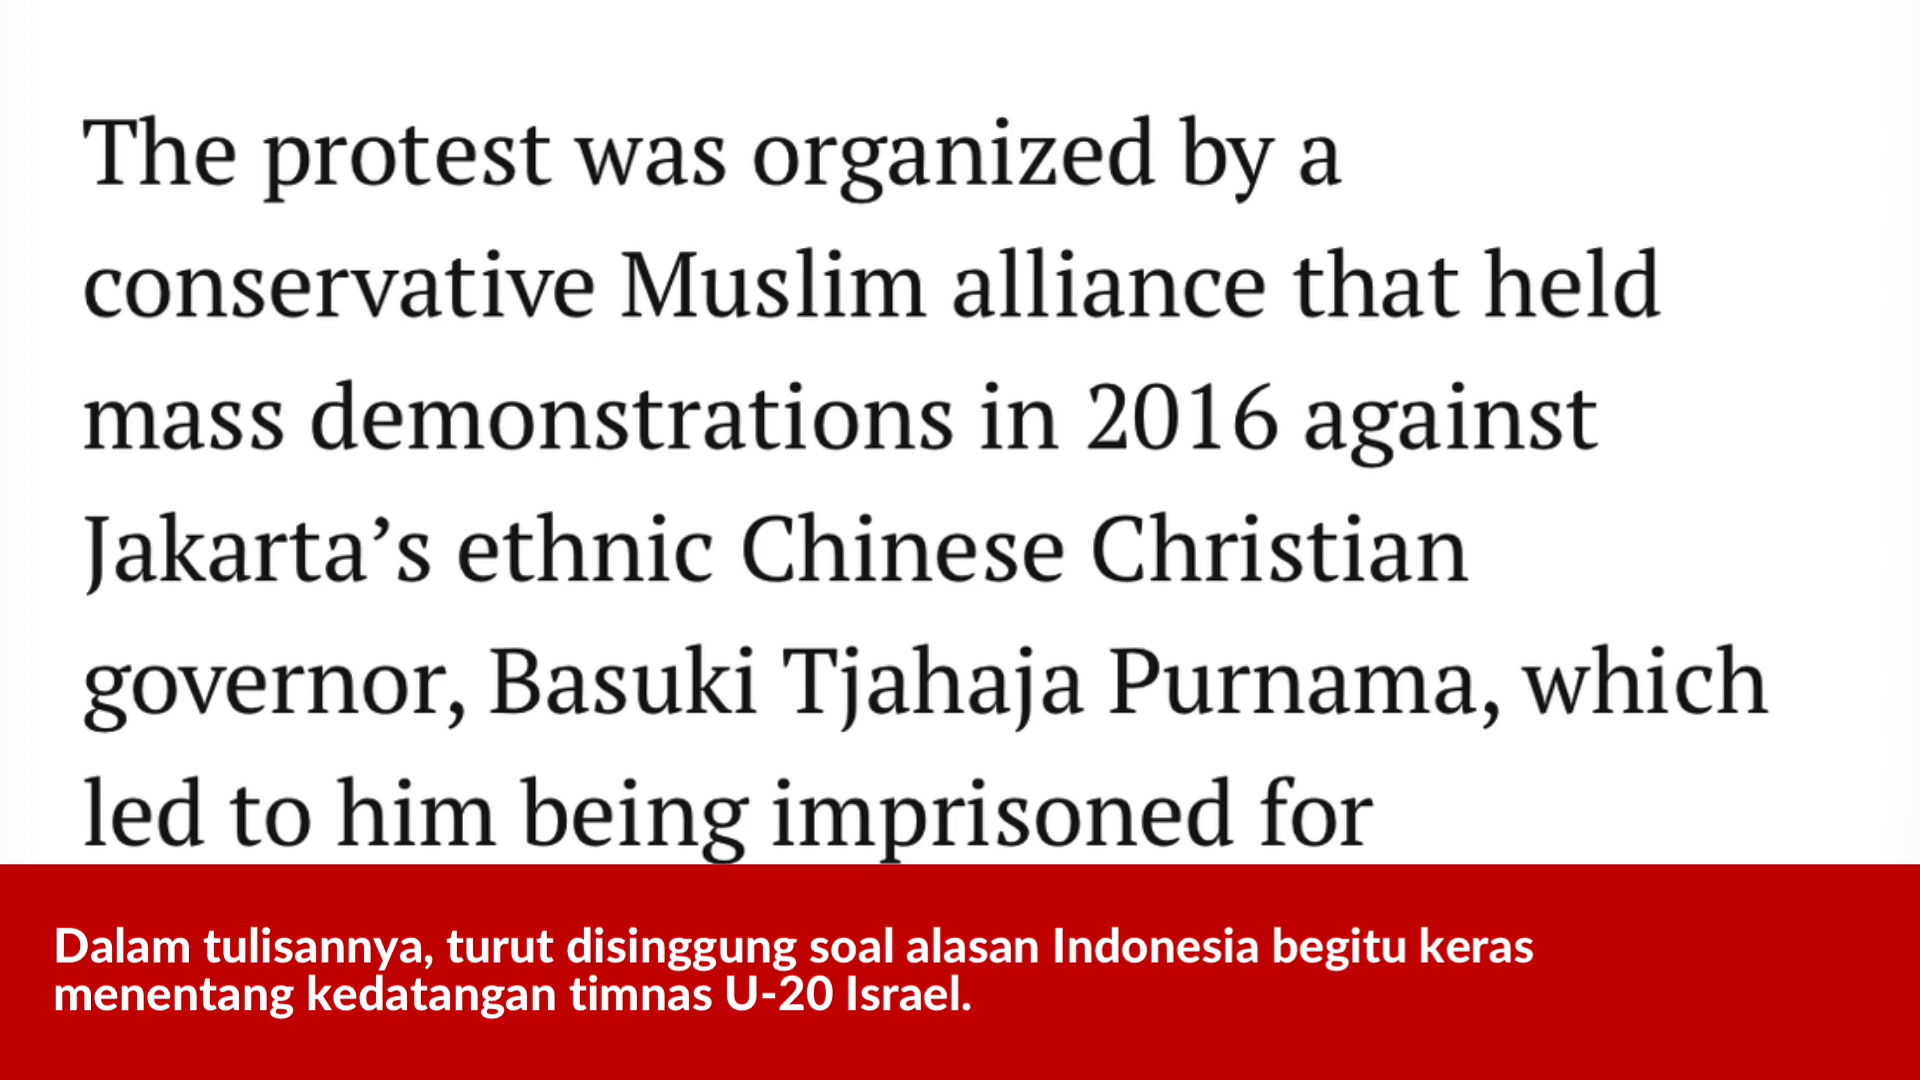 The protest was organized by a
conservative Muslim alliance that held
mass demonstrations in 2016 against
Jakarta’s ethnic Chinese Christian
governor, Basuki Tjahaja Purnama, which
led to him being imprisoned for
Dalam tulisannya, turut disinggung soal alasan Indonesia begitu keras
menentang kedatangan timnas U-20 Israel.